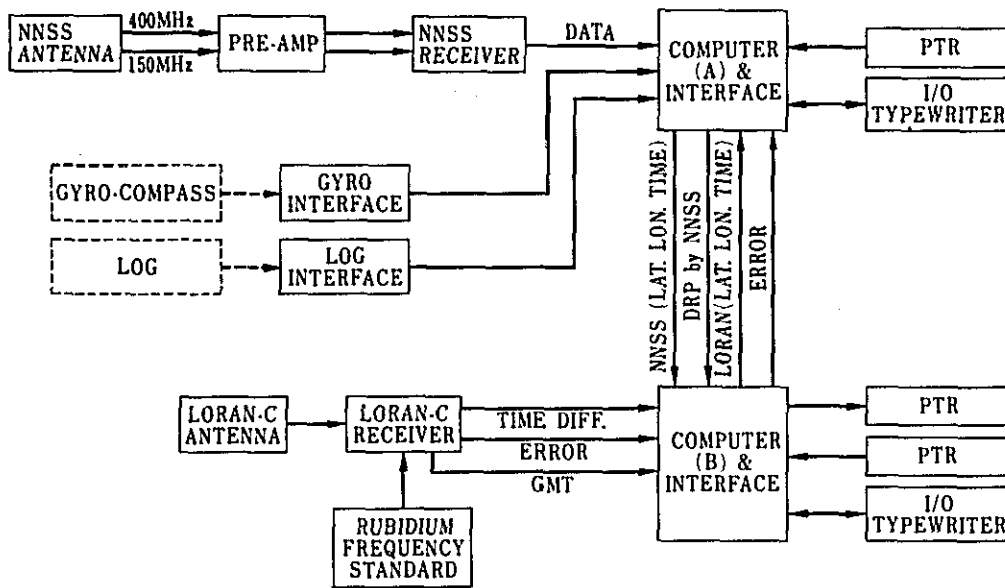 NNSS
ANTENNA
400MHz
150MHz
PRE-AMP
NNSS
RECEIVER
DATA
COMPUTER
(A) &
INTERFACE
PTR
I/O
TYPEWRITER
GYRO-COMPASS
GYRO
INTERFACE
LOG
LOG
INTERFACE
NNSS (LAT. LON. TIME)
DRP by NNSS
LORAN(LAT. LON. TIME)
ERROR
LORAN-C
ANTENNA
LORAN-C
RECEIVER
TIME DIFF.
ERROR
GMT
RUBIDIUM
FREQUENCY
STANDARD
COMPUTER
(B) &
INTERFACE
PTR
PTR
I/O
TYPEWRITER